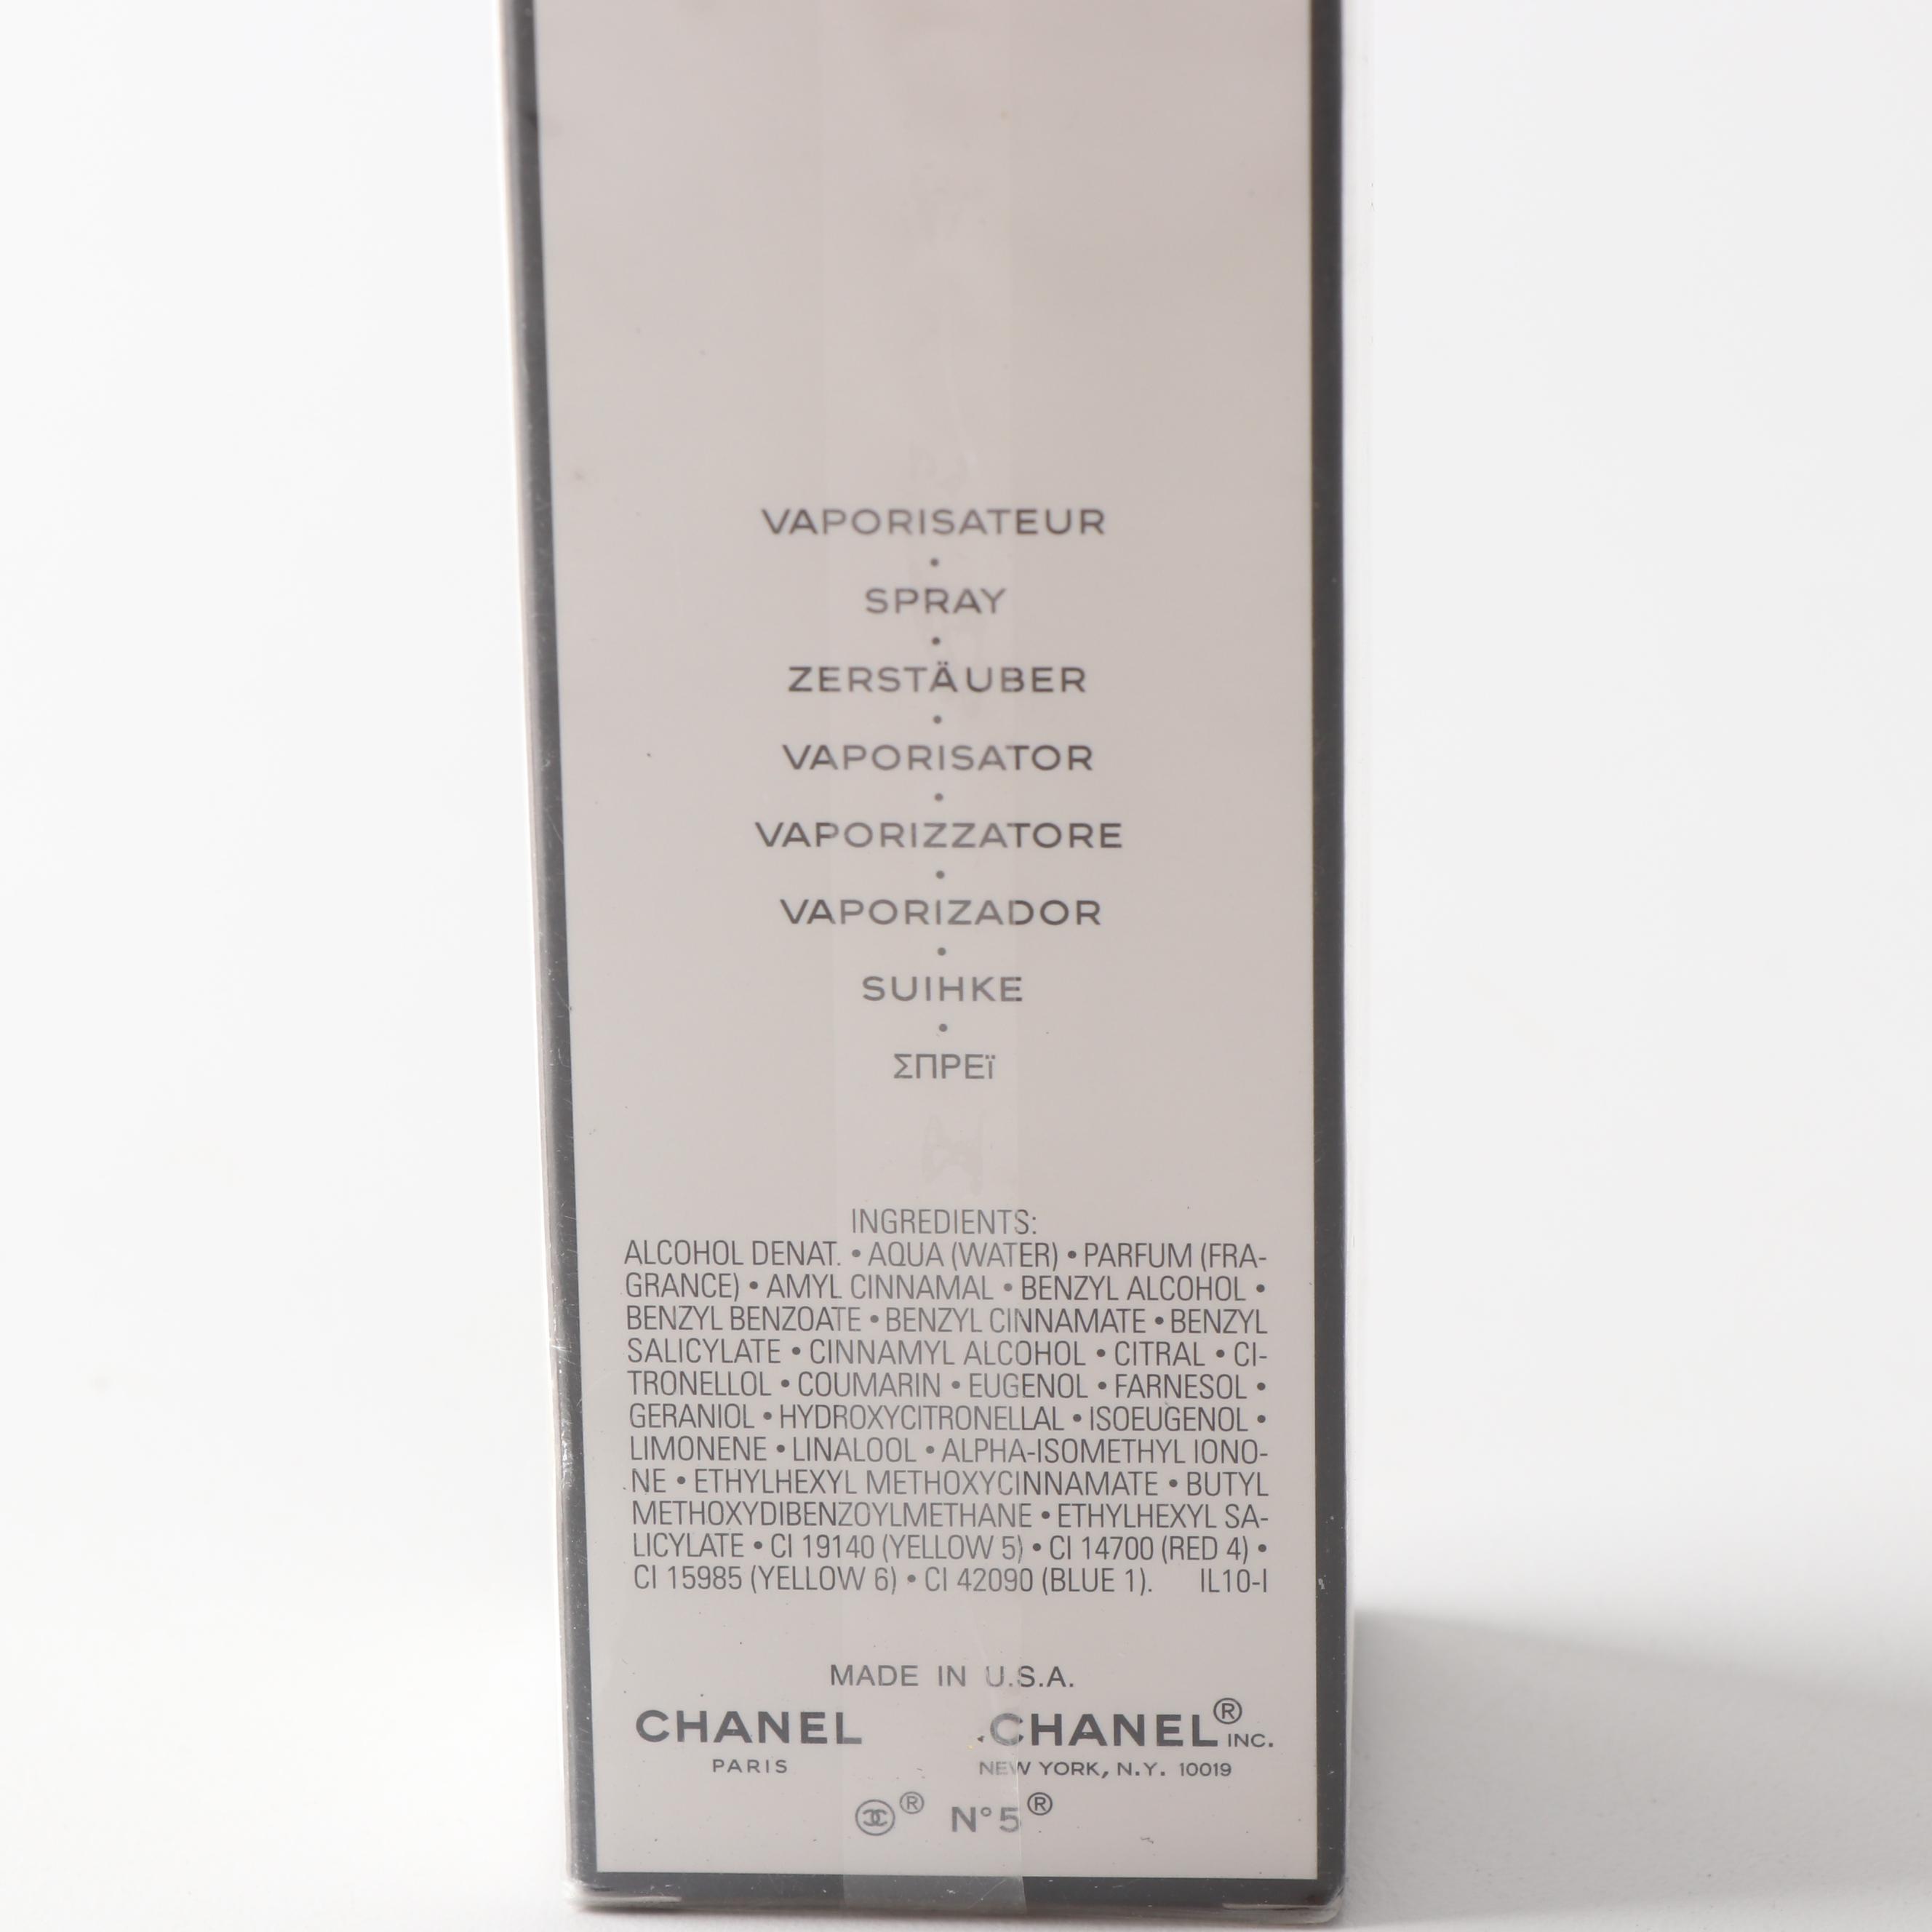 VAPORISATEUR
•
SPRAY
•
ZERSTÄUBER
•
VAPORISATOR
•
VAPORIZZATORE
•
VAPORIZADOR
•
SUIHKE
•
ΣΠΡΕϊ
INGREDIENTS:
ALCOHOL DENAT. • AQUA (WATER) • PARFUM (FRA-
GRANCE) • AMYL CINNAMAL • BENZYL ALCOHOL •
BENZYL BENZOATE • BENZYL CINNAMATE • BENZYL
SALICYLATE • CINNAMYL ALCOHOL • CITRAL • CI-
TRONELLOL • COUMARIN • EUGENOL • FARNESOL •
GERANIOL • HYDROXYCITRONELLAL • ISOEUGENOL •
LIMONENE • LINALOOL • ALPHA-ISOMETHYL IONO-
NE • ETHYLHEXYL METHOXYCINNAMATE • BUTYL
METHOXYDIBENZOYLMETHANE • ETHYLHEXYL SA-
LICYLATE • CI 19140 (YELLOW 5) • CI 14700 (RED 4) •
CI 15985 (YELLOW 6) • CI 42090 (BLUE 1). IL10-I
MADE IN U.S.A.
CHANEL CHANEL® INC.
PARIS NEW YORK, N.Y. 10019
® N°5®